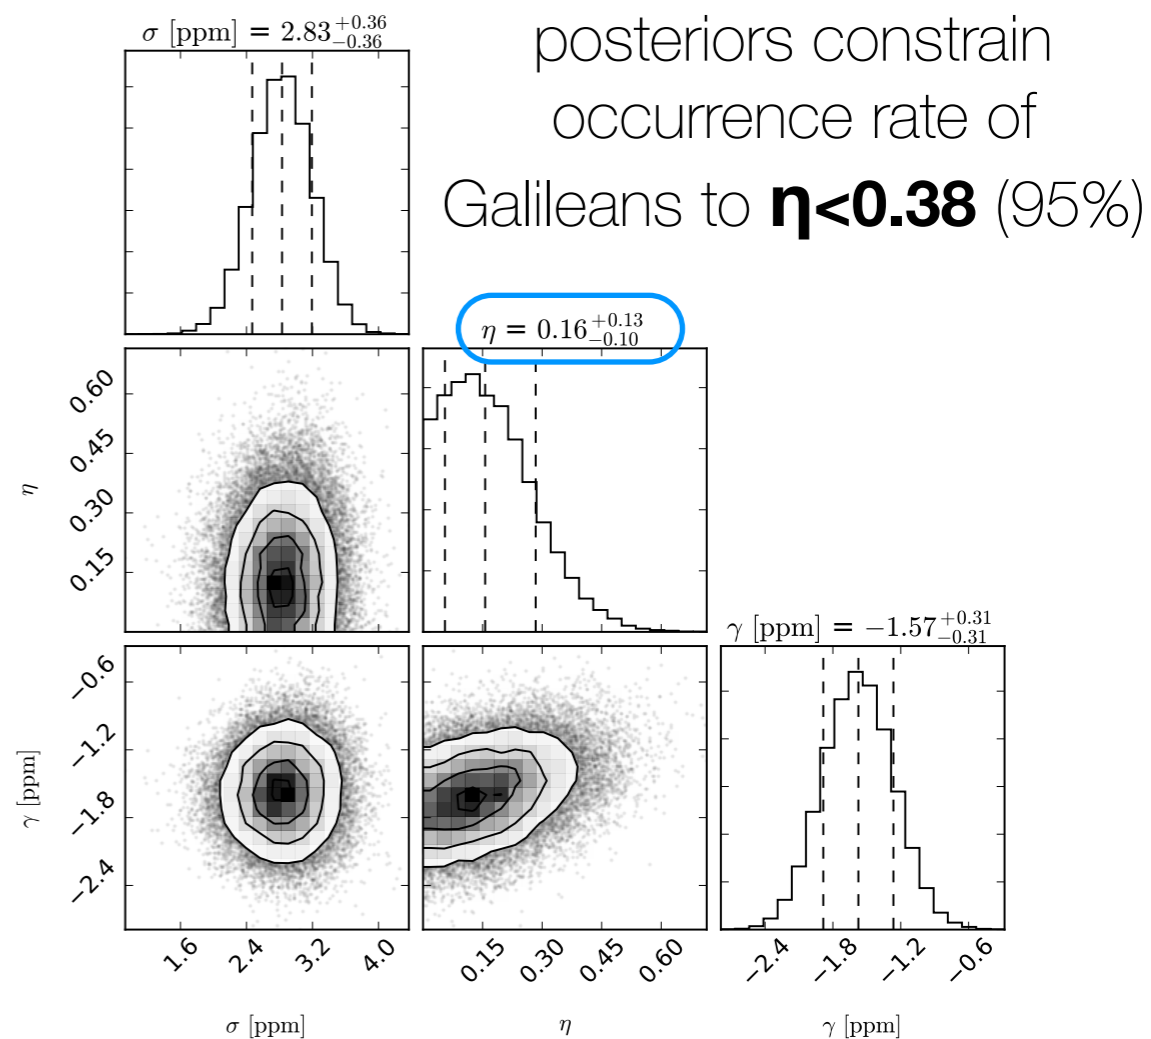 σ [ppm] = 2.83+0.36−0.36
posteriors constrain
occurrence rate of
Galileans to η<0.38 (95%)
η = 0.16+0.13−0.10
γ [ppm] = −1.57+0.31−0.31
η
0.60
0.45
0.30
0.15
γ [ppm]
−0.6
−1.2
−1.8
−2.4
1.6 2.4 3.2 4.0
0.15 0.30 0.45 0.60
−2.4 −1.8 −1.2 −0.6
σ [ppm]
η
γ [ppm]